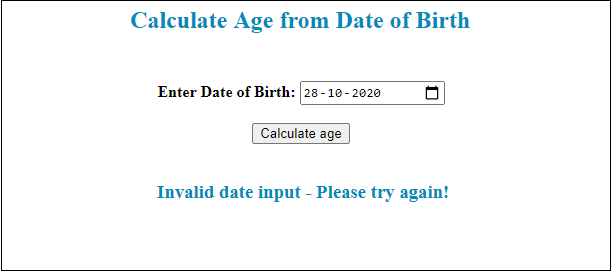 Calculate Age from Date of Birth
Enter Date of Birth: 28-10-2020
Calculate age
Invalid date input - Please try again!